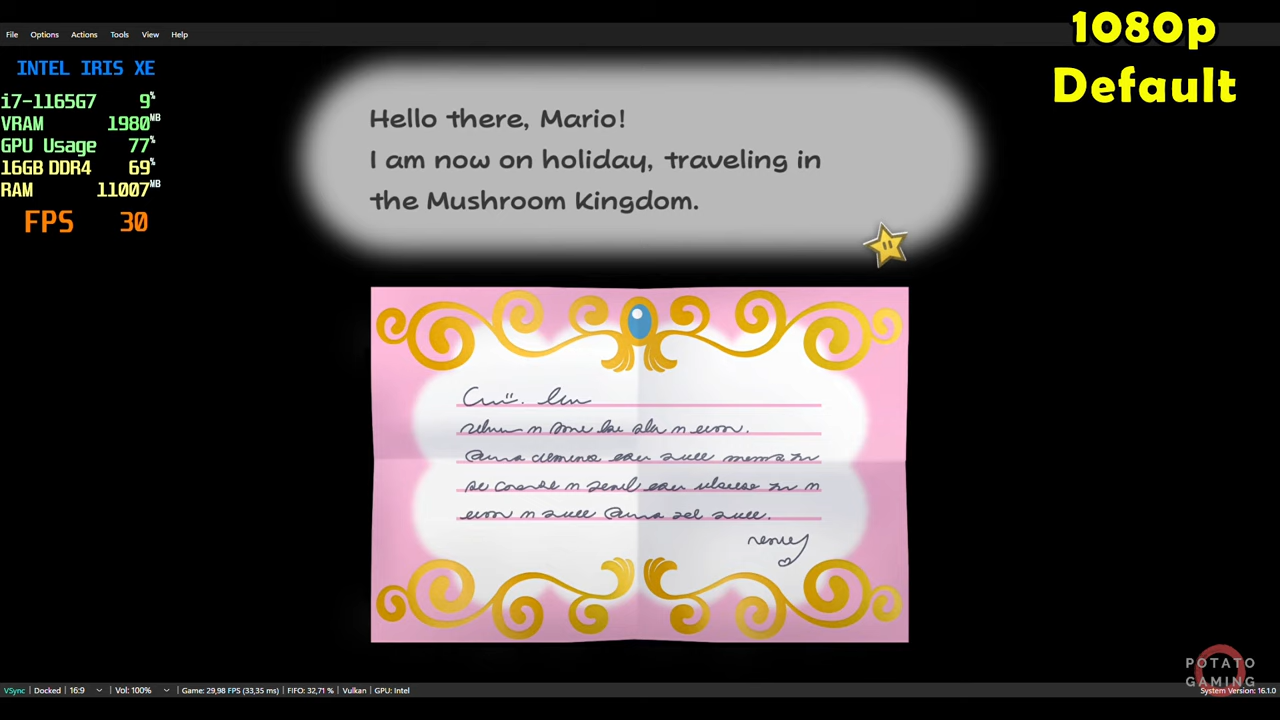 1080p
Default
File Options Actions Tools View Help
INTEL IRIS XE
i7-1165G7 9%
VRAM 1980MB
GPU Usage 77%
16GB DDR4 69%
RAM 11007MB
FPS 30
Hello there, Mario!
I am now on holiday, traveling in
the Mushroom Kingdom.
POTATO
GAMING
VSync | Docked | 16:9 Vol: 100% | Game: 29,98 FPS (33,35 ms) | FIFO: 32,71 % | Vulkan | GPU: Intel
System Version: 16.1.0